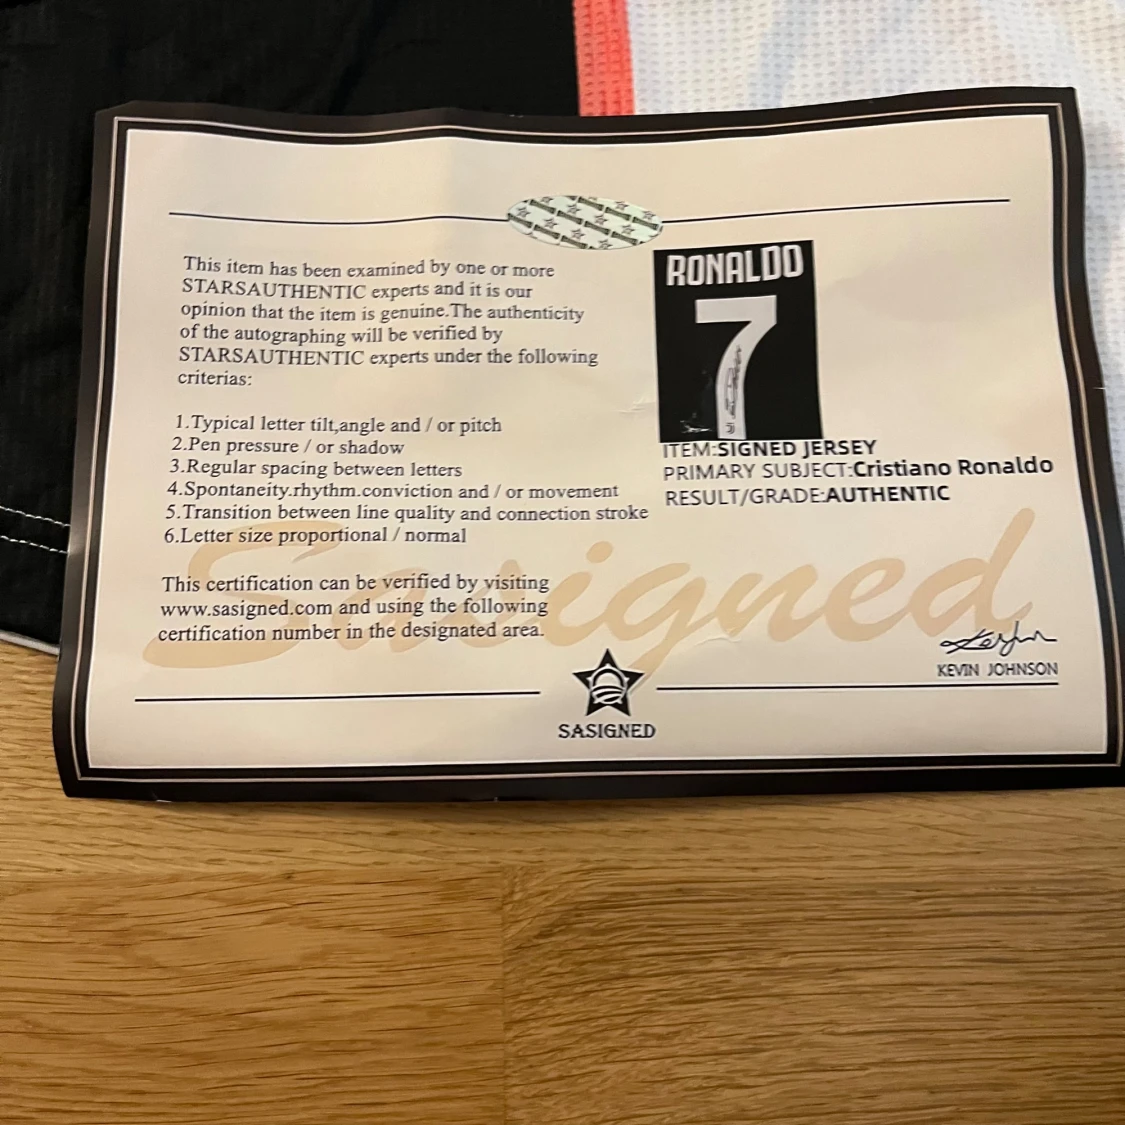 This item has been examined by one or more
STARSAUTHENTIC experts and it is our
opinion that the item is genuine.The authenticity
of the autographing will be verified by
STARSAUTHENTIC experts under the following
criterias:
1.Typical letter tilt,angle and / or pitch
2.Pen pressure / or shadow
3.Regular spacing between letters
4.Spontaneity.rhythm.conviction and / or movement
5.Transition between line quality and connection stroke
6.Letter size proportional / normal
This certification can be verified by visiting
www.sasigned.com and using the following
certification number in the designated area.
RONALDO
7
ITEM:SIGNED JERSEY
PRIMARY SUBJECT:Cristiano Ronaldo
RESULT/GRADE:AUTHENTIC
Sasigned
KEVIN JOHNSON
SASIGNED